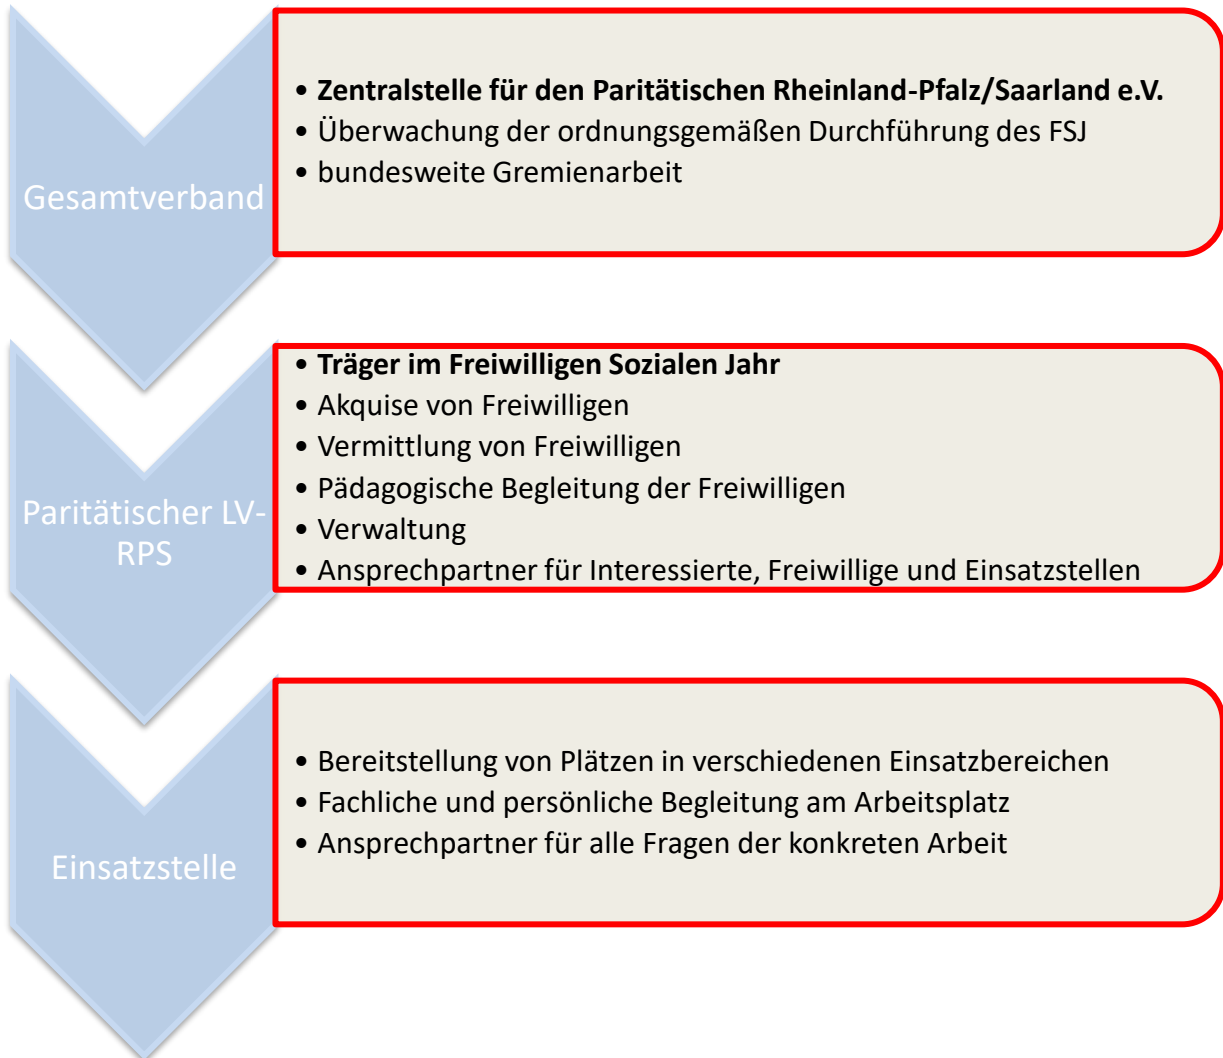 Gesamtverband
• Zentralstelle für den Paritätischen Rheinland-Pfalz/Saarland e.V.
• Überwachung der ordnungsgemäßen Durchführung des FSJ
• bundesweite Gremienarbeit
Paritätischer LV-
RPS
• Träger im Freiwilligen Sozialen Jahr
• Akquise von Freiwilligen
• Vermittlung von Freiwilligen
• Pädagogische Begleitung der Freiwilligen
• Verwaltung
• Ansprechpartner für Interessierte, Freiwillige und Einsatzstellen
Einsatzstelle
• Bereitstellung von Plätzen in verschiedenen Einsatzbereichen
• Fachliche und persönliche Begleitung am Arbeitsplatz
• Ansprechpartner für alle Fragen der konkreten Arbeit